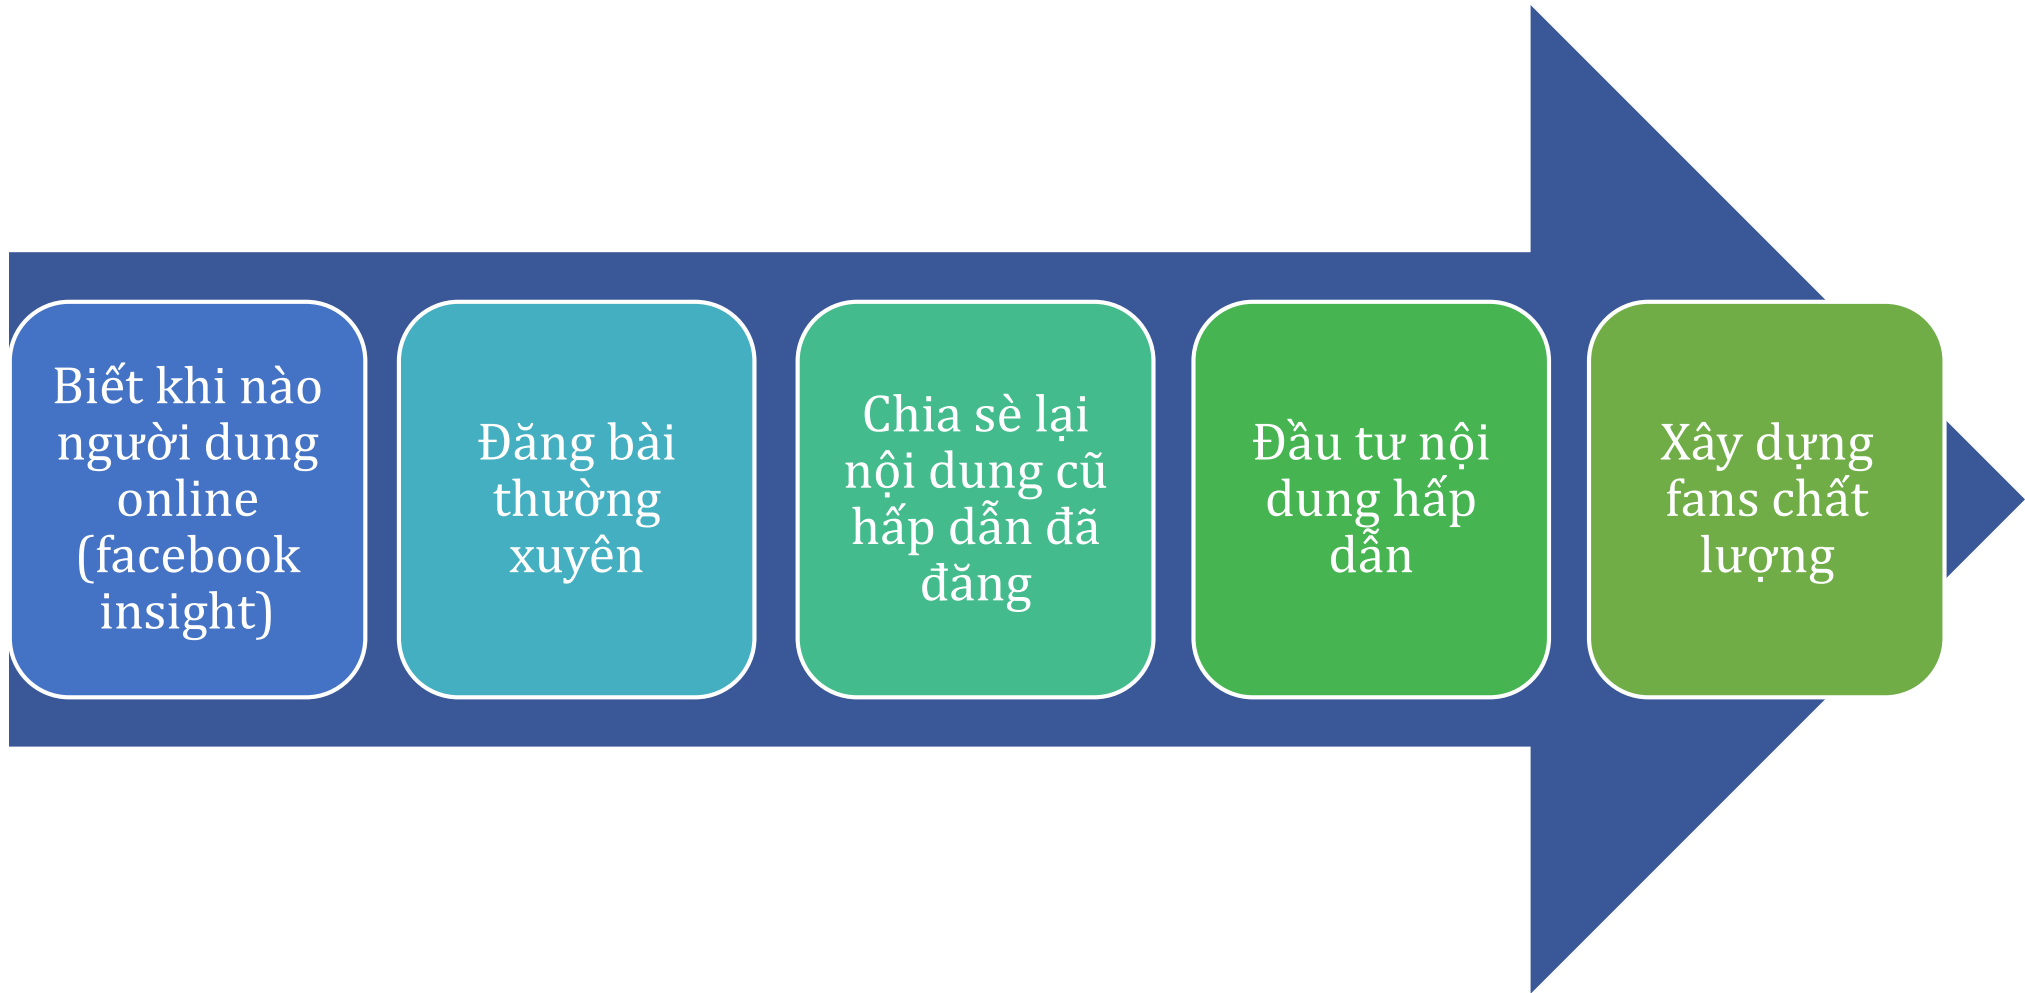 Biết khi nào
người dung
online
(facebook
insight)
Đăng bài
thường
xuyên
Chia sè lại
nội dung cũ
hấp dẫn đã
đăng
Đầu tư nội
dung hấp
dẫn
Xây dựng
fans chất
lượng